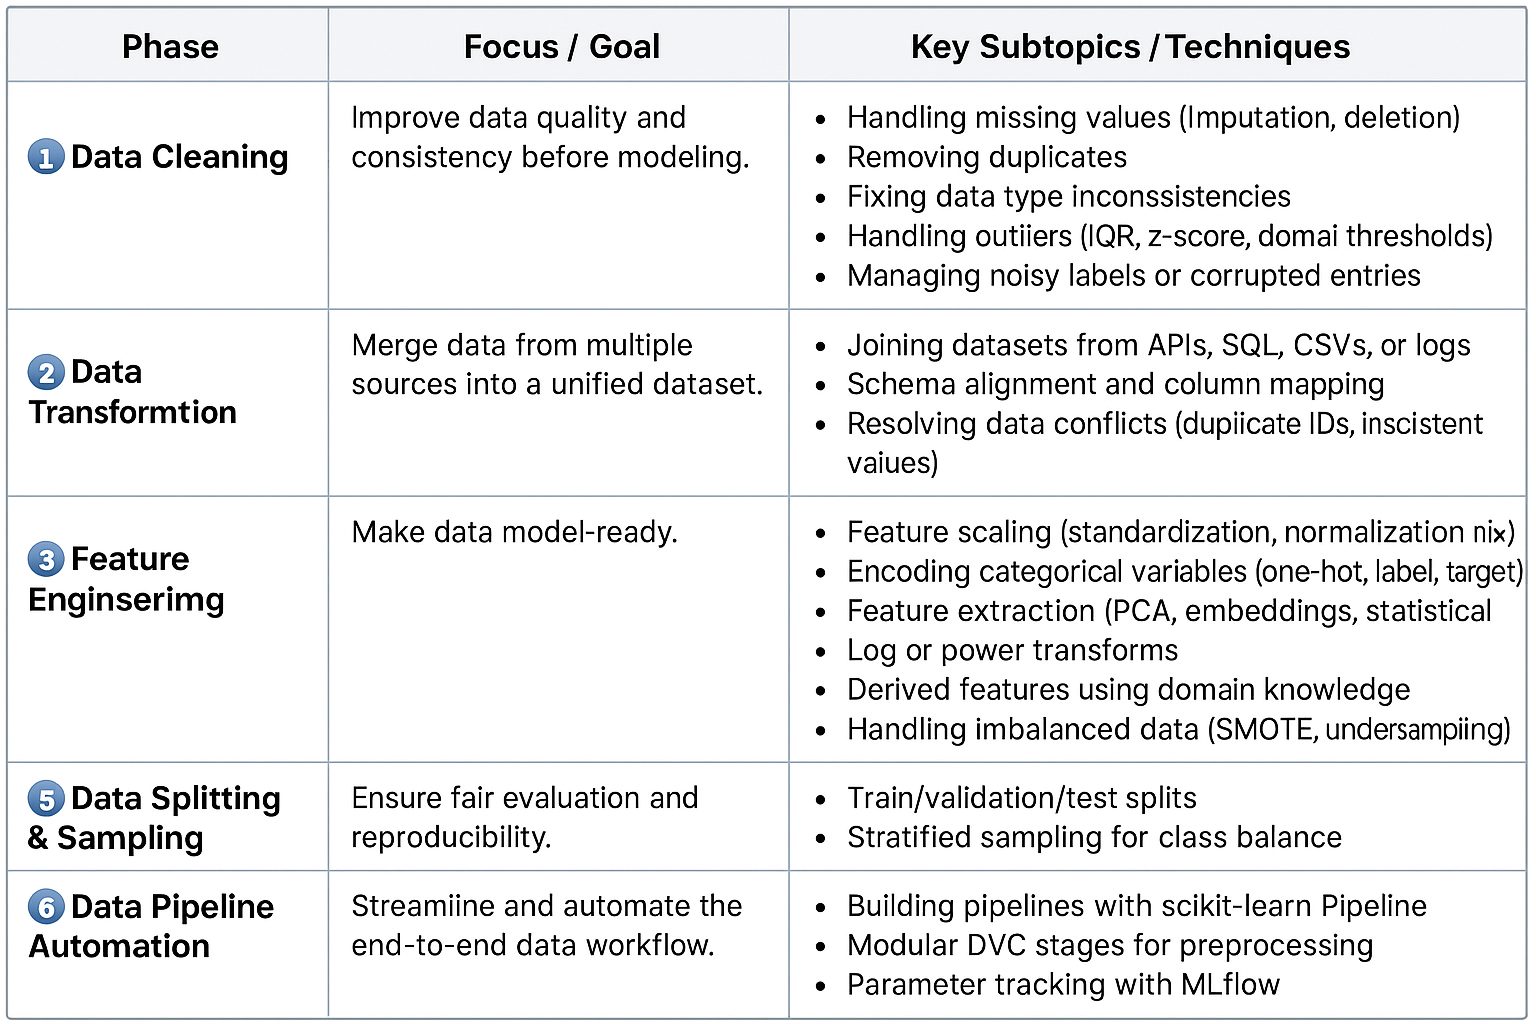 Phase
Focus / Goal
Key Subtopics / Techniques
1 Data Cleaning
Improve data quality and
consistency before modeling.
• Handling missing values (Imputation, deletion)
• Removing duplicates
• Fixing data type inconssistencies
• Handling outiiers (IQR, z-score, domai thresholds)
• Managing noisy labels or corrupted entries
2 Data
Transformtion
Merge data from multiple
sources into a unified dataset.
• Joining datasets from APIs, SQL, CSVs, or logs
• Schema alignment and column mapping
• Resolving data conflicts (dupiicate IDs, inscistent
vaiues)
3 Feature
Enginserimg
Make data model-ready.
• Feature scaling (standardization, normalization nix)
• Encoding categorical variables (one-hot, label, target)
• Feature extraction (PCA, embeddings, statistical
• Log or power transforms
• Derived features using domain knowledge
• Handling imbalanced data (SMOTE, undersampiing)
5 Data Splitting
& Sampling
Ensure fair evaluation and
reproducibility.
• Train/validation/test splits
• Stratified sampling for class balance
6 Data Pipeline
Automation
Streamiine and automate the
end-to-end data workflow.
• Building pipelines with scikit-learn Pipeline
• Modular DVC stages for preprocessing
• Parameter tracking with MLflow